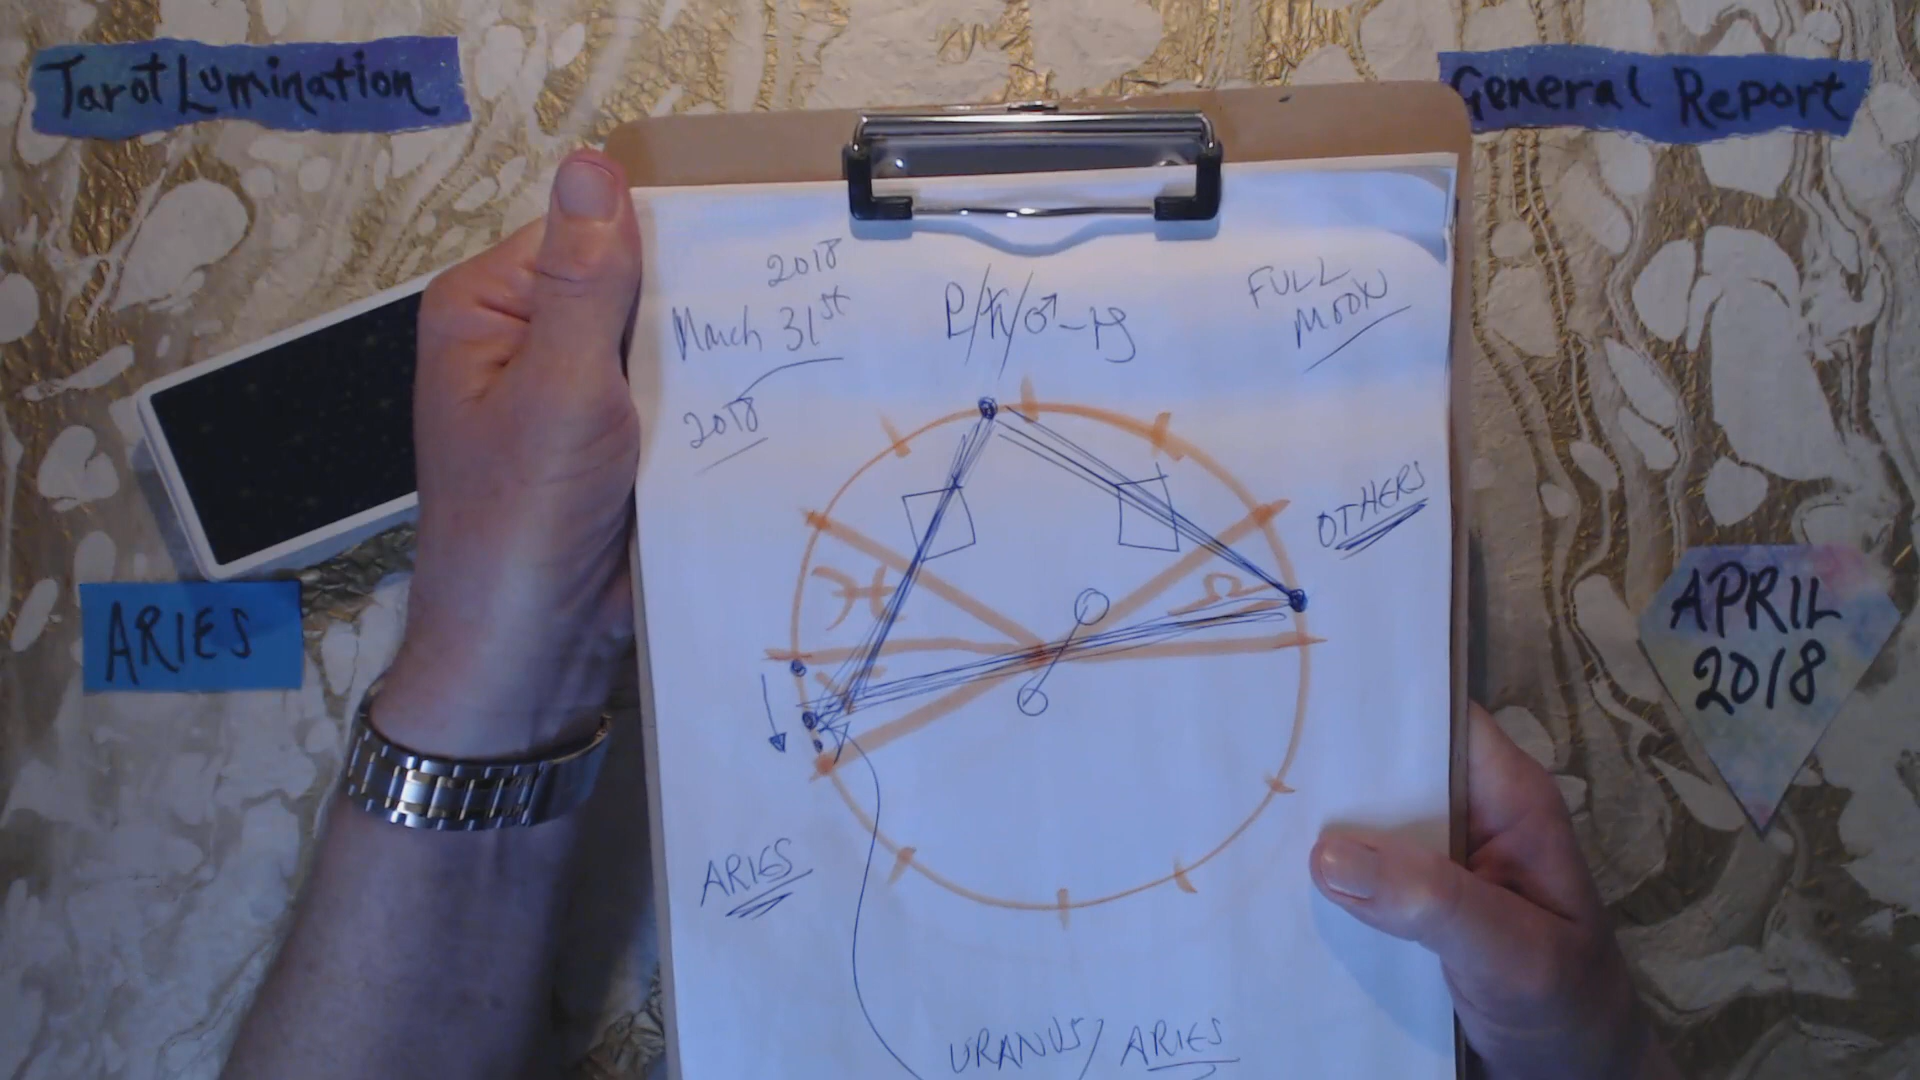 Tarot Lumination
General Report
2018
March 31st
2018
P/♄/♂-♑
FULL
MOON
OTHERS
♓
♎
ARIES
APRIL
2018
ARIES
URANUS/ ARIES